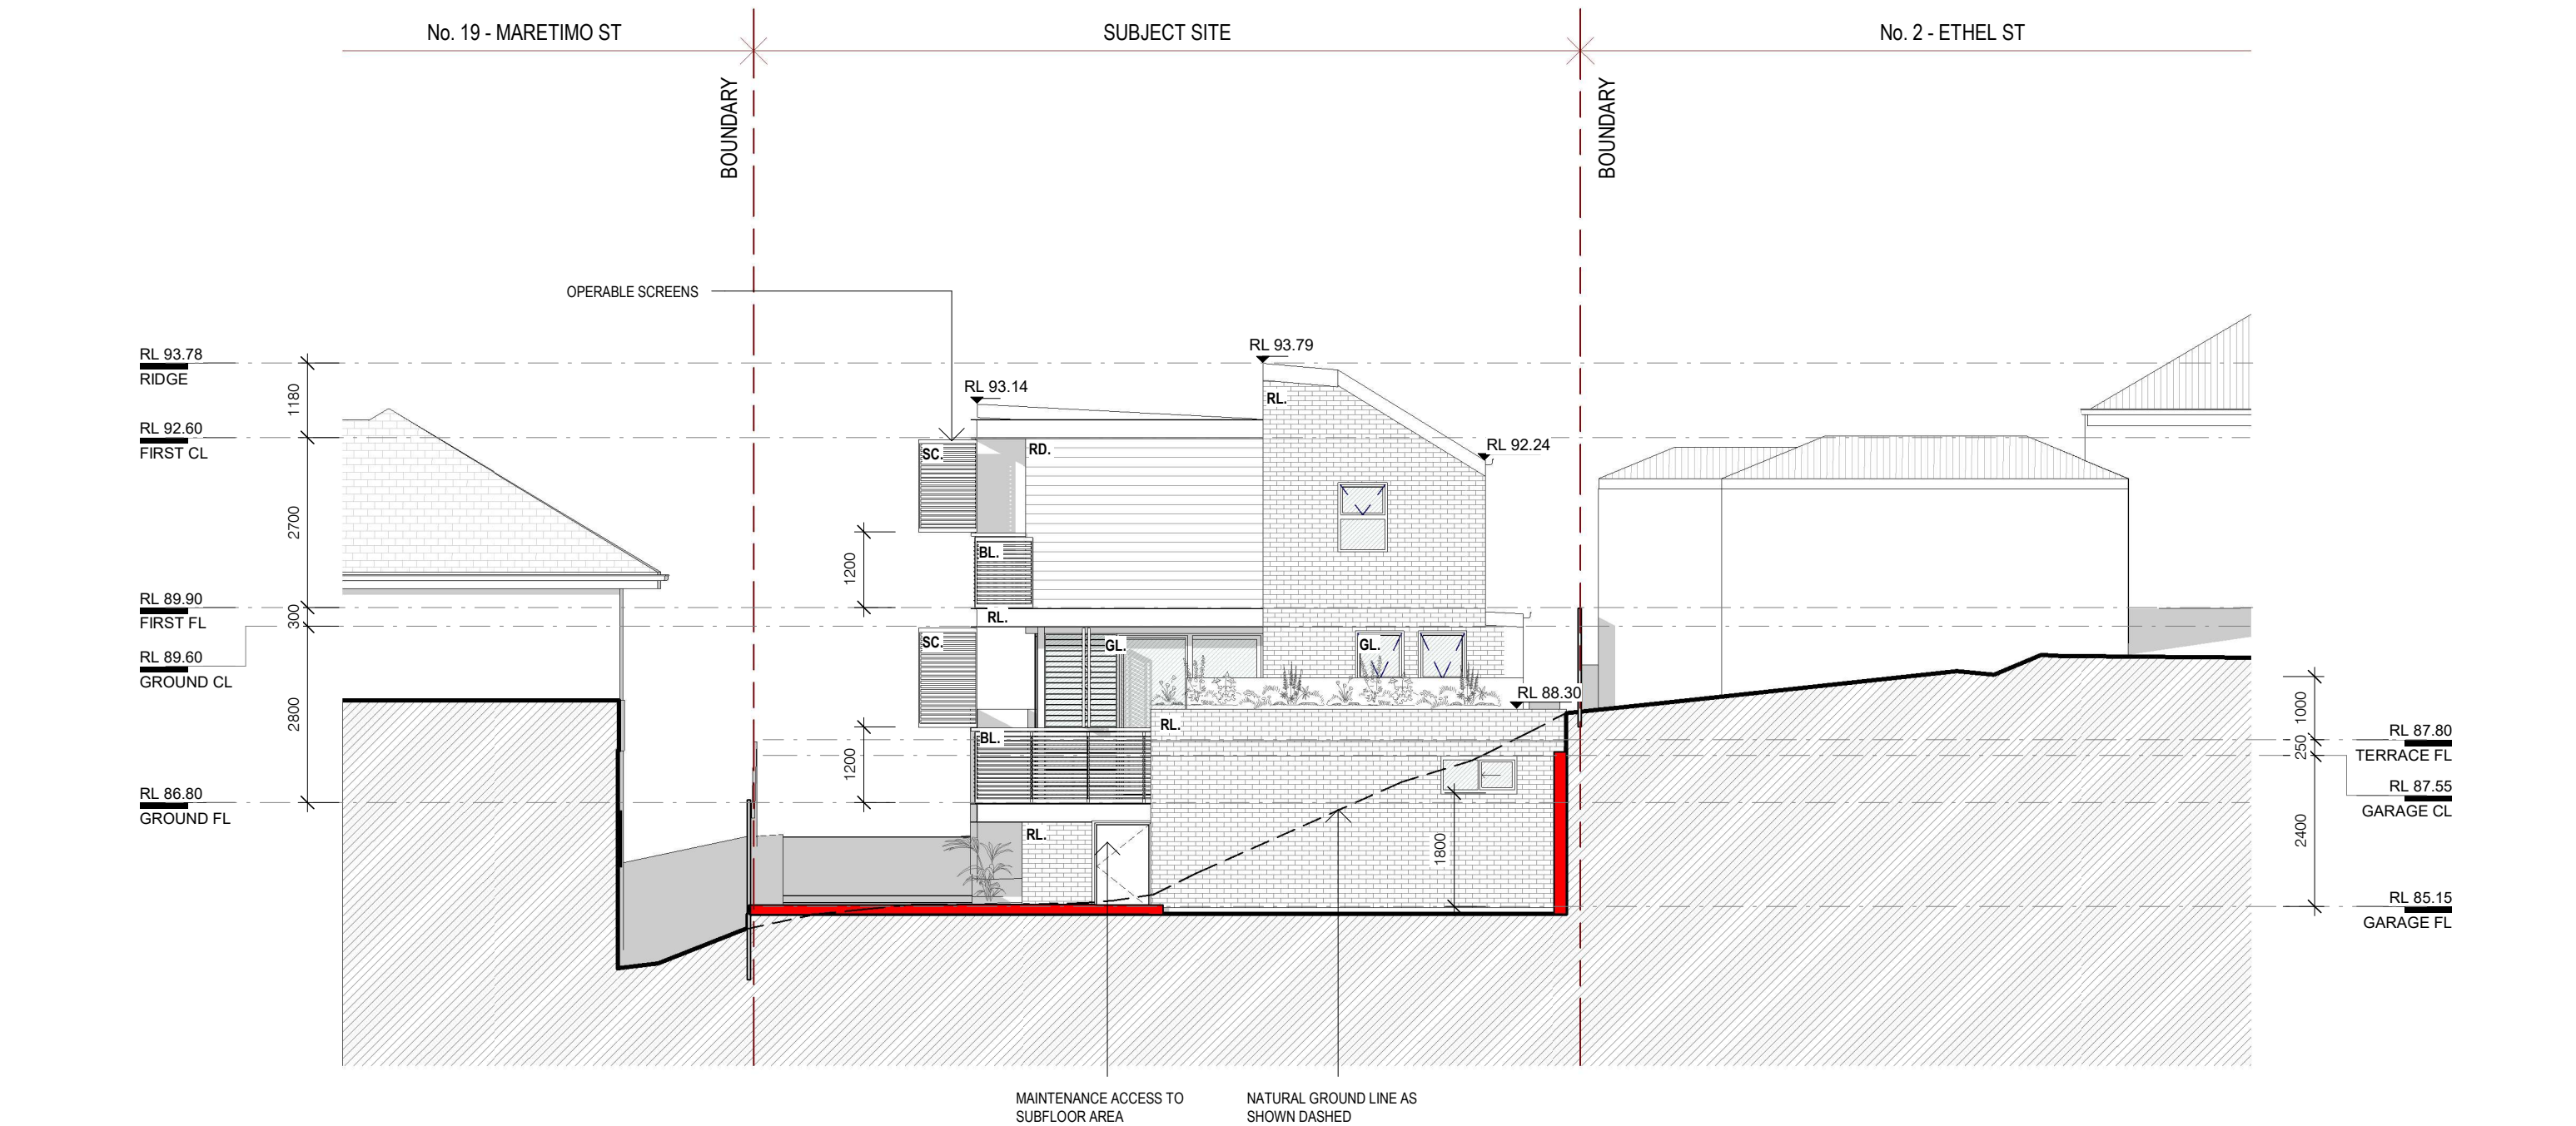 No. 19 - MARETIMO ST
SUBJECT SITE
No. 2 - ETHEL ST
BOUNDARY
BOUNDARY
OPERABLE SCREENS
RL 93.78
RIDGE
1180
RL 92.60
FIRST CL
2700
RL 89.90
FIRST FL
300
RL 89.60
GROUND CL
2800
RL 86.80
GROUND FL
RL 93.14
RL 93.79
RL 92.24
RL 88.30
RL.
SC.
RD.
BL.
1200
RL.
SC.
GL.
GL.
RL.
BL.
1200
RL.
1800
1000
RL 87.80
TERRACE FL
250
RL 87.55
GARAGE CL
2400
RL 85.15
GARAGE FL
MAINTENANCE ACCESS TO
SUBFLOOR AREA
NATURAL GROUND LINE AS
SHOWN DASHED